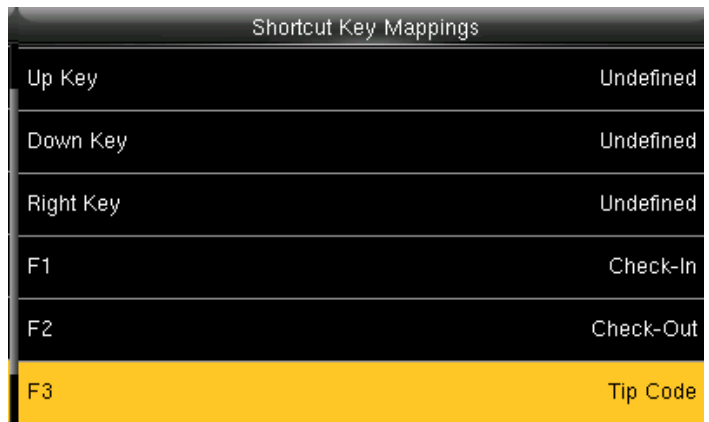 Shortcut Key Mappings
Up Key Undefined
Down Key Undefined
Right Key Undefined
F1 Check-In
F2 Check-Out
F3 Tip Code